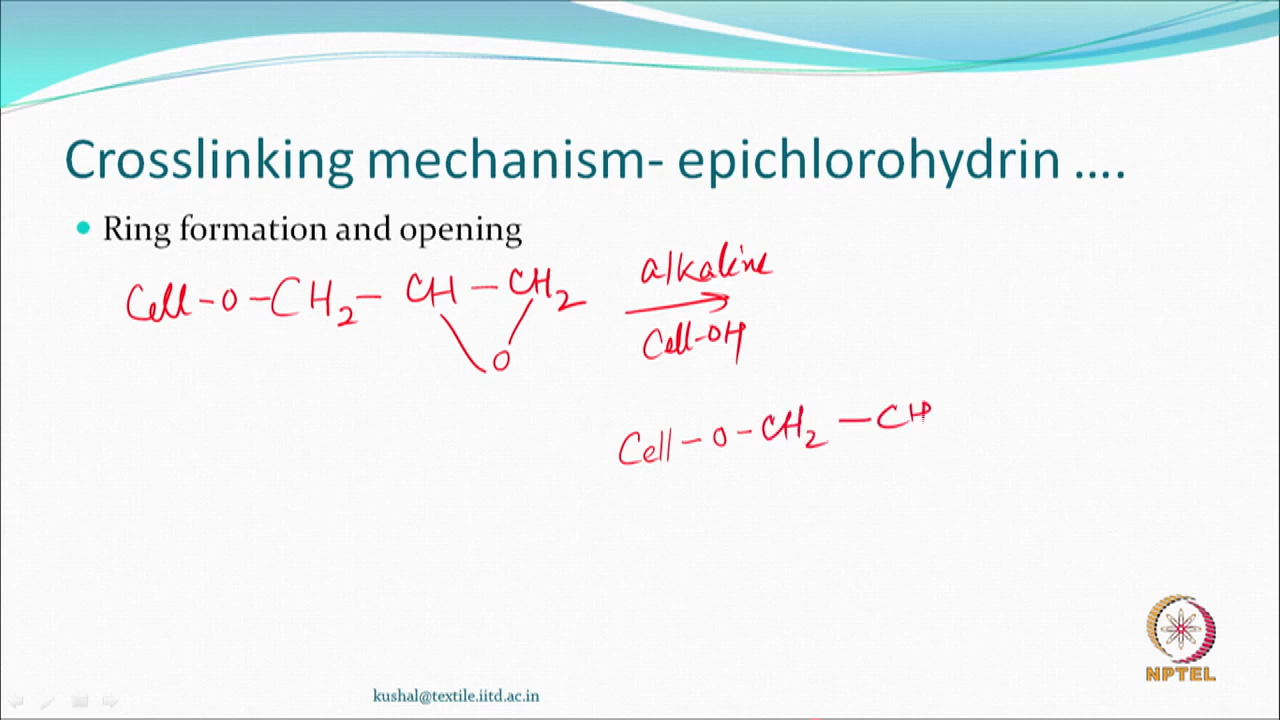 Crosslinking mechanism- epichlorohydrin ....
Ring formation and opening
Cell-O-CH2-CH-CH2
O
alkaline
Cell-OH
Cell-O-CH2-CH
NPTEL
kushal@textile.iitd.ac.in